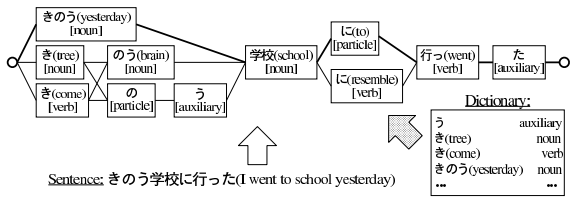 きのう(yesterday)
[noun]
き(tree)
[noun]
のう(brain)
[noun]
き(come)
[verb]
の
[particle]
う
[auxiliary]
学校(school)
[noun]
に(to)
[particle]
に(resemble)
[verb]
行っ(went)
[verb]
た
[auxiliary]
Dictionary:
う auxiliary
き(tree) noun
き(come) verb
きのう(yesterday) noun
... ...
Sentence: きのう学校に行った(I went to school yesterday)